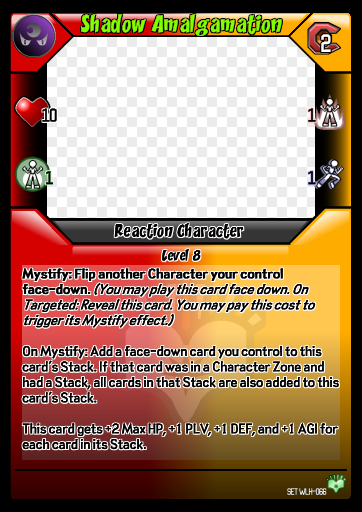 Shadow Amalgamation
2
10
1
1
1
Reaction Character
Level 8
Mystify: Flip another Character your control
face-down. (You may play this card face down. On
Targeted: Reveal this card. You may pay this cost to
trigger its Mystify effect.)
On Mystify: Add a face-down card you control to this
card's Stack. If that card was in a Character Zone and
had a Stack, all cards in that Stack are also added to this
card's Stack.
This card gets +2 Max HP, +1 PLV, +1 DEF, and +1 AGI for
each card in its Stack.
SET WLH-066